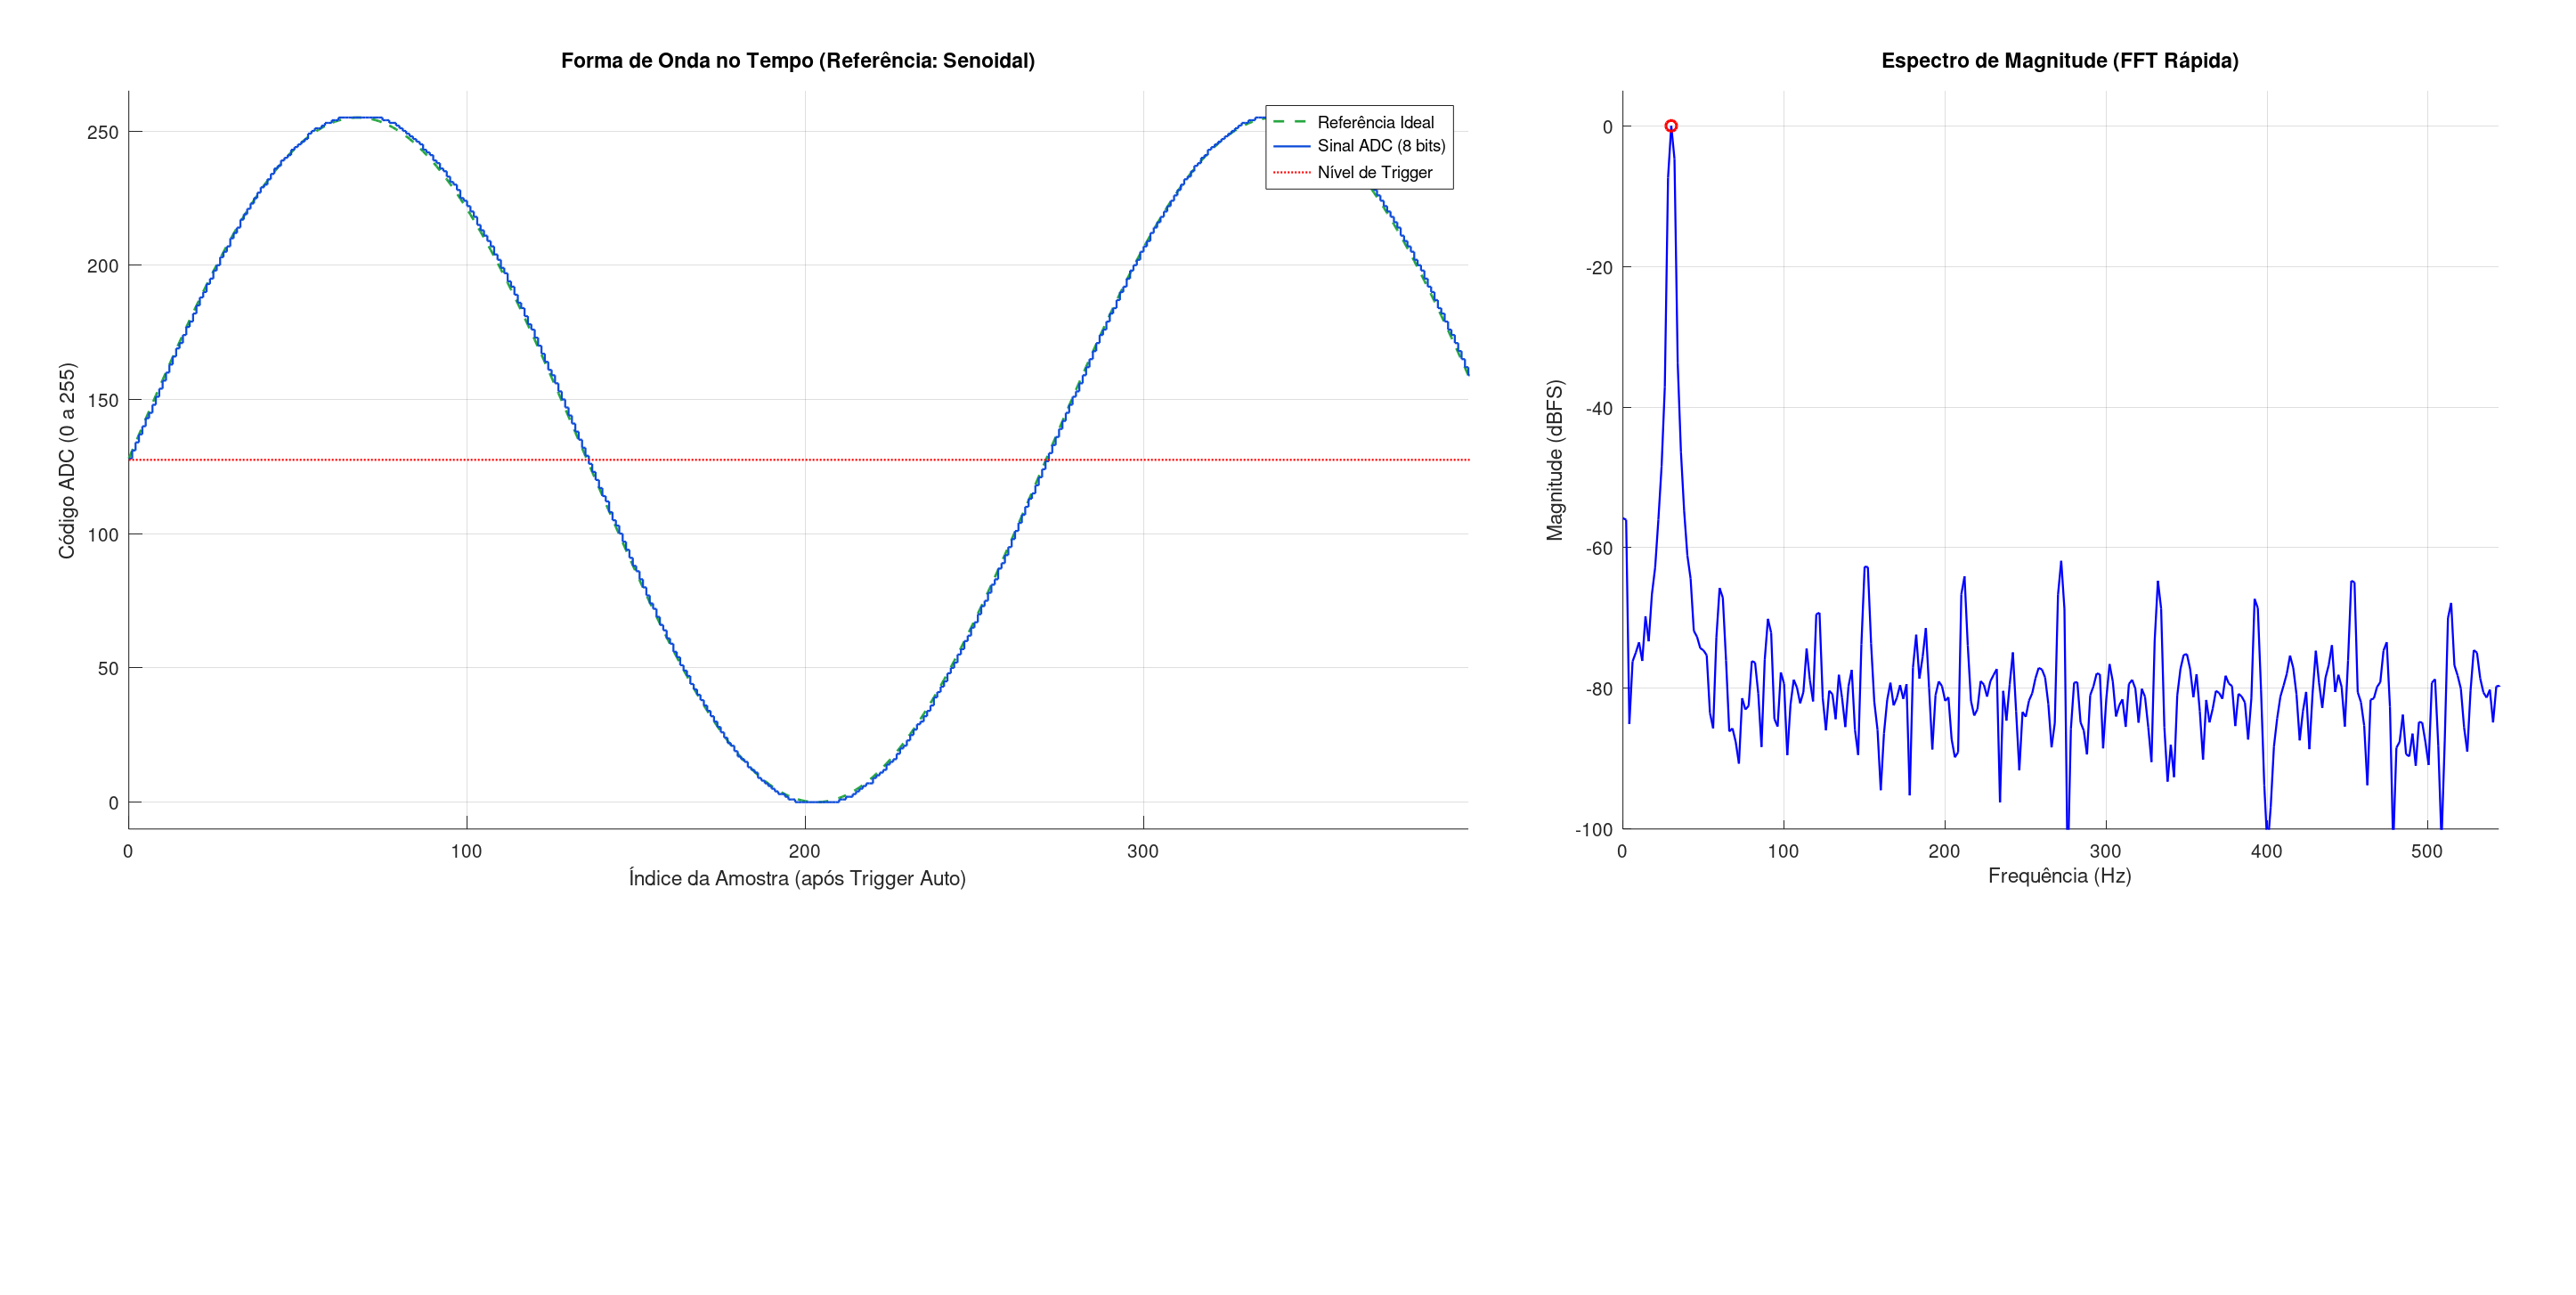 Forma de Onda no Tempo (Referência: Senoidal)
250
200
150
100
50
0
Código ADC (0 a 255)
0 100 200 300
Índice da Amostra (após Trigger Auto)
Referência Ideal
Sinal ADC (8 bits)
Nível de Trigger
Espectro de Magnitude (FFT Rápida)
0
-20
-40
-60
-80
-100
Magnitude (dBFS)
0 100 200 300 400 500
Frequência (Hz)